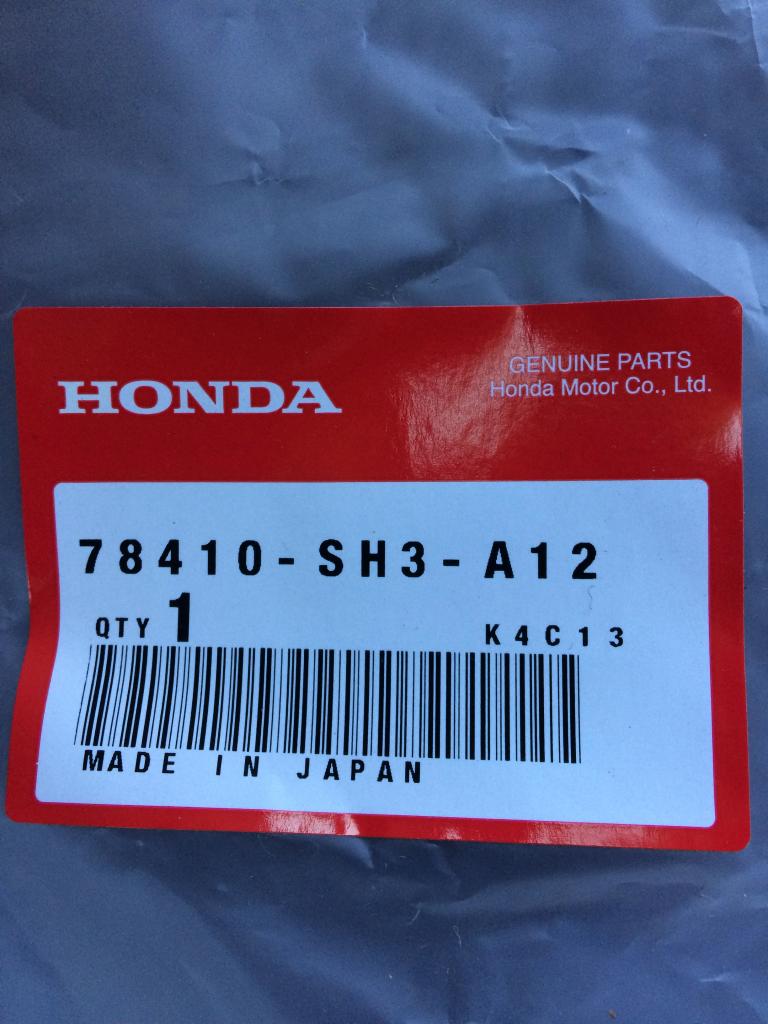 HONDA
GENUINE PARTS
Honda Motor Co., Ltd.
78410-SH3-A12
QTY 1
K4C13
MADE IN JAPAN